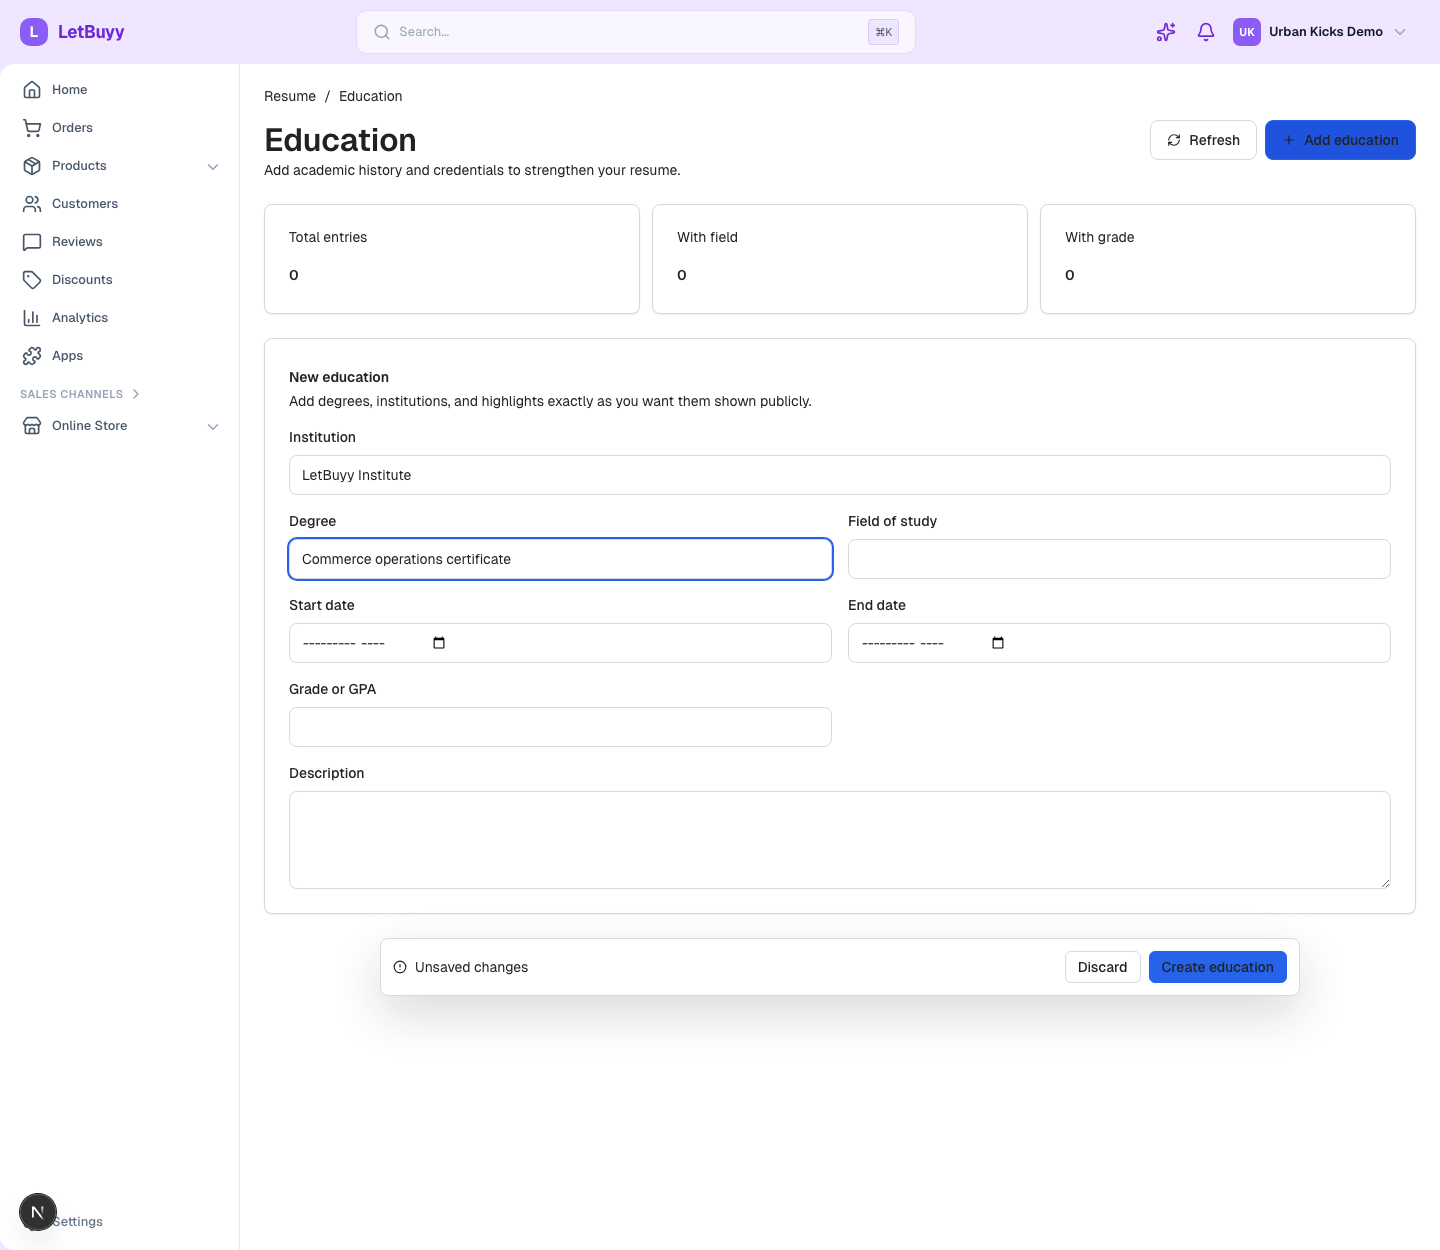 L LetBuyy
Search...
⌘K
UK Urban Kicks Demo
Home
Orders
Products
Customers
Reviews
Discounts
Analytics
Apps
SALES CHANNELS
Online Store
N
Settings
Resume / Education
Education
Add academic history and credentials to strengthen your resume.
Refresh
Add education
Total entries
0
With field
0
With grade
0
New education
Add degrees, institutions, and highlights exactly as you want them shown publicly.
Institution
LetBuyy Institute
Degree
Commerce operations certificate
Field of study
Start date
--------- ----
End date
--------- ----
Grade or GPA
Description
Unsaved changes
Discard
Create education